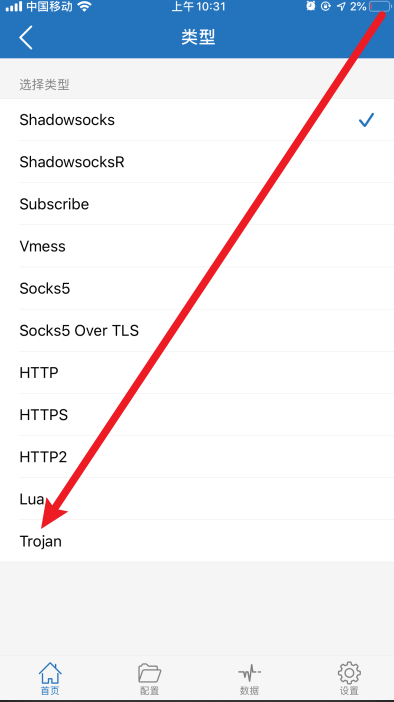 中国移动 上午10:31 2%
类型
选择类型
Shadowsocks
ShadowsocksR
Subscribe
Vmess
Socks5
Socks5 Over TLS
HTTP
HTTPS
HTTP2
Lua
Trojan
首页 配置 数据 设置